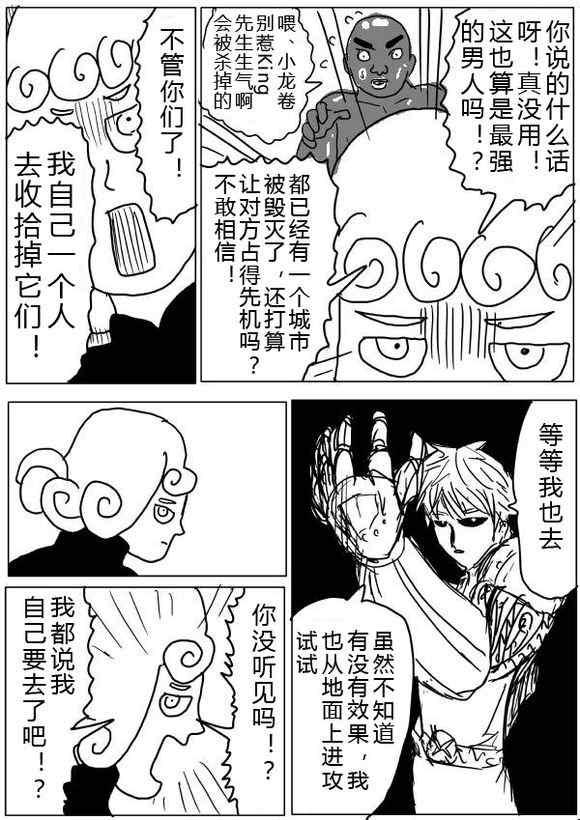 你说的什么话
呀！真没用！
这也算是最强
的男人吗！？
喂、小龙卷
别惹King
先生生气啊
会被杀掉的
都已经有一个城市
被毁灭了，还打算
让对方占得先机吗？
不敢相信！
不管你们了！
我自己一个人
去收拾掉它们！
等等我也去
虽然不知道
有没有效果，我
也从地面上进攻
试试
你没听见吗！？
我都说我
自己要去了吧！？